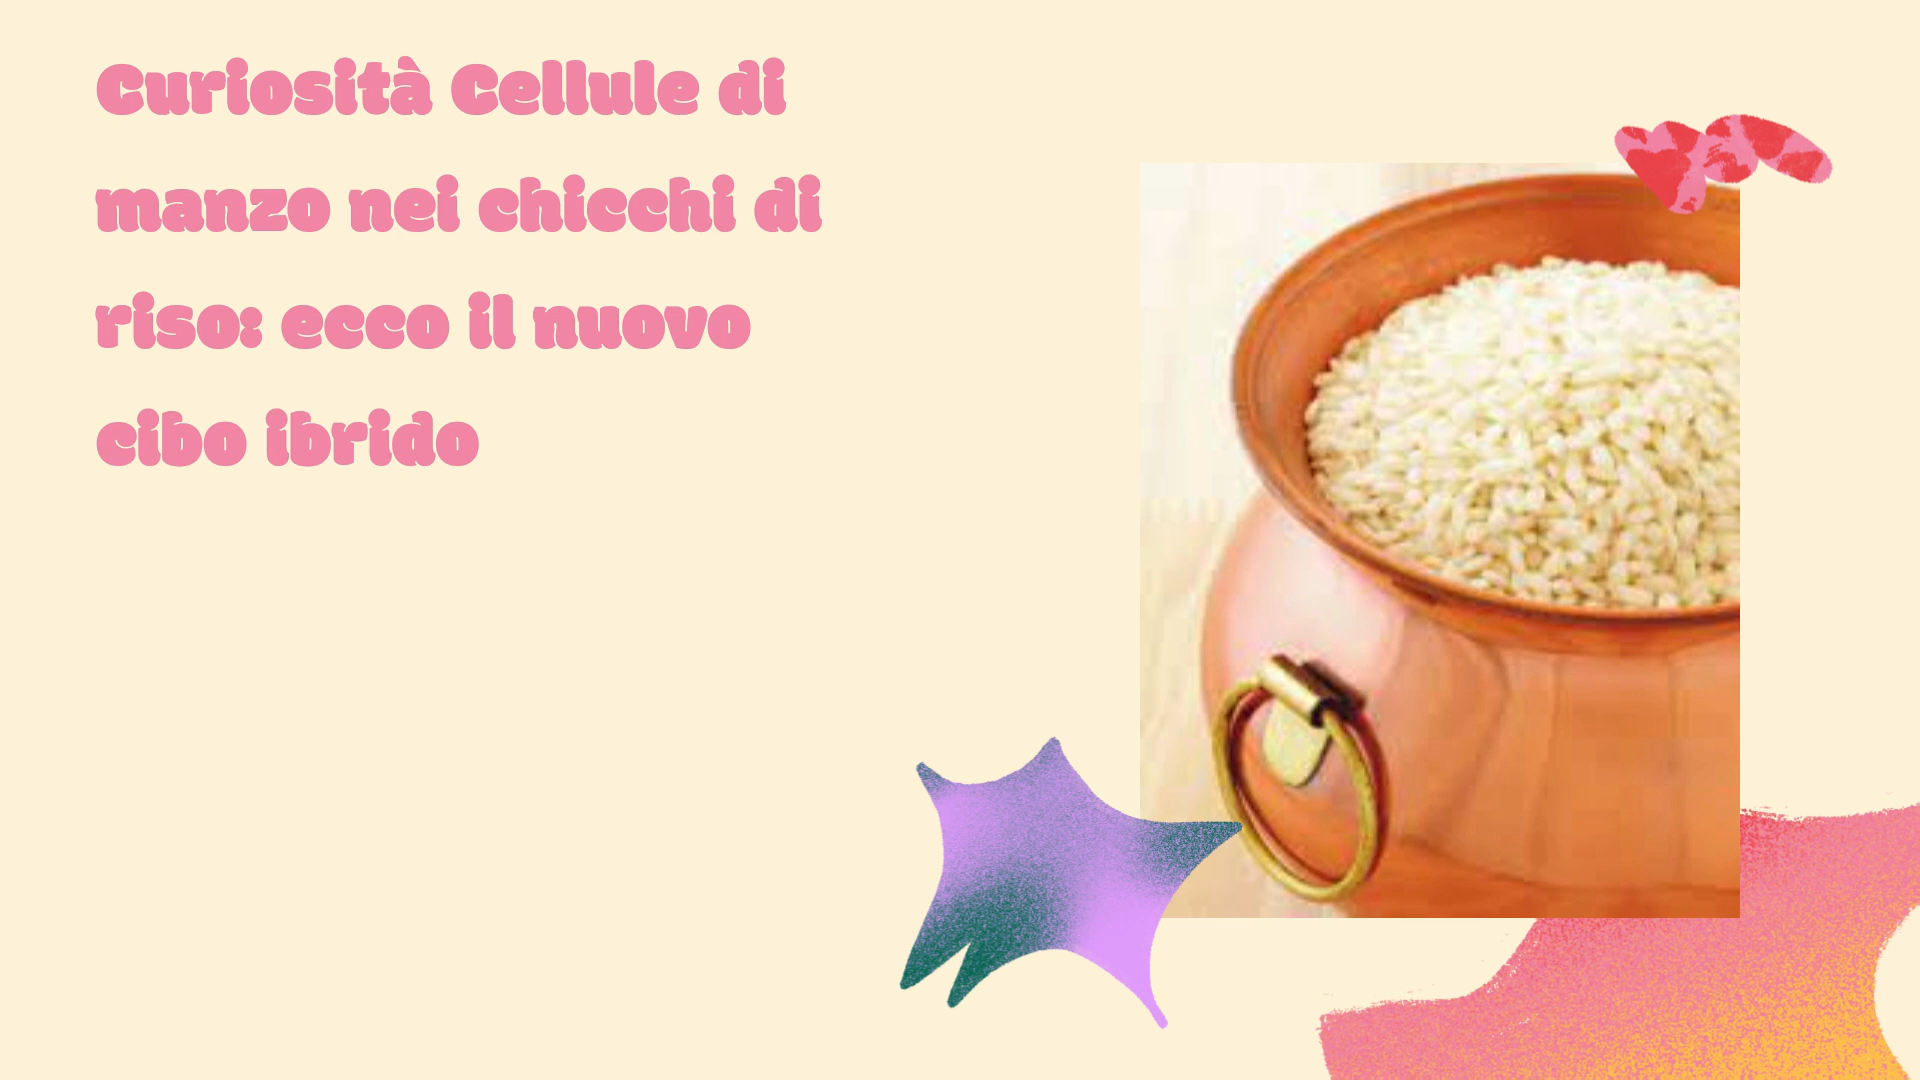 Curiosità Cellule di
manzo nei chicchi di
riso: ecco il nuovo
cibo ibrido